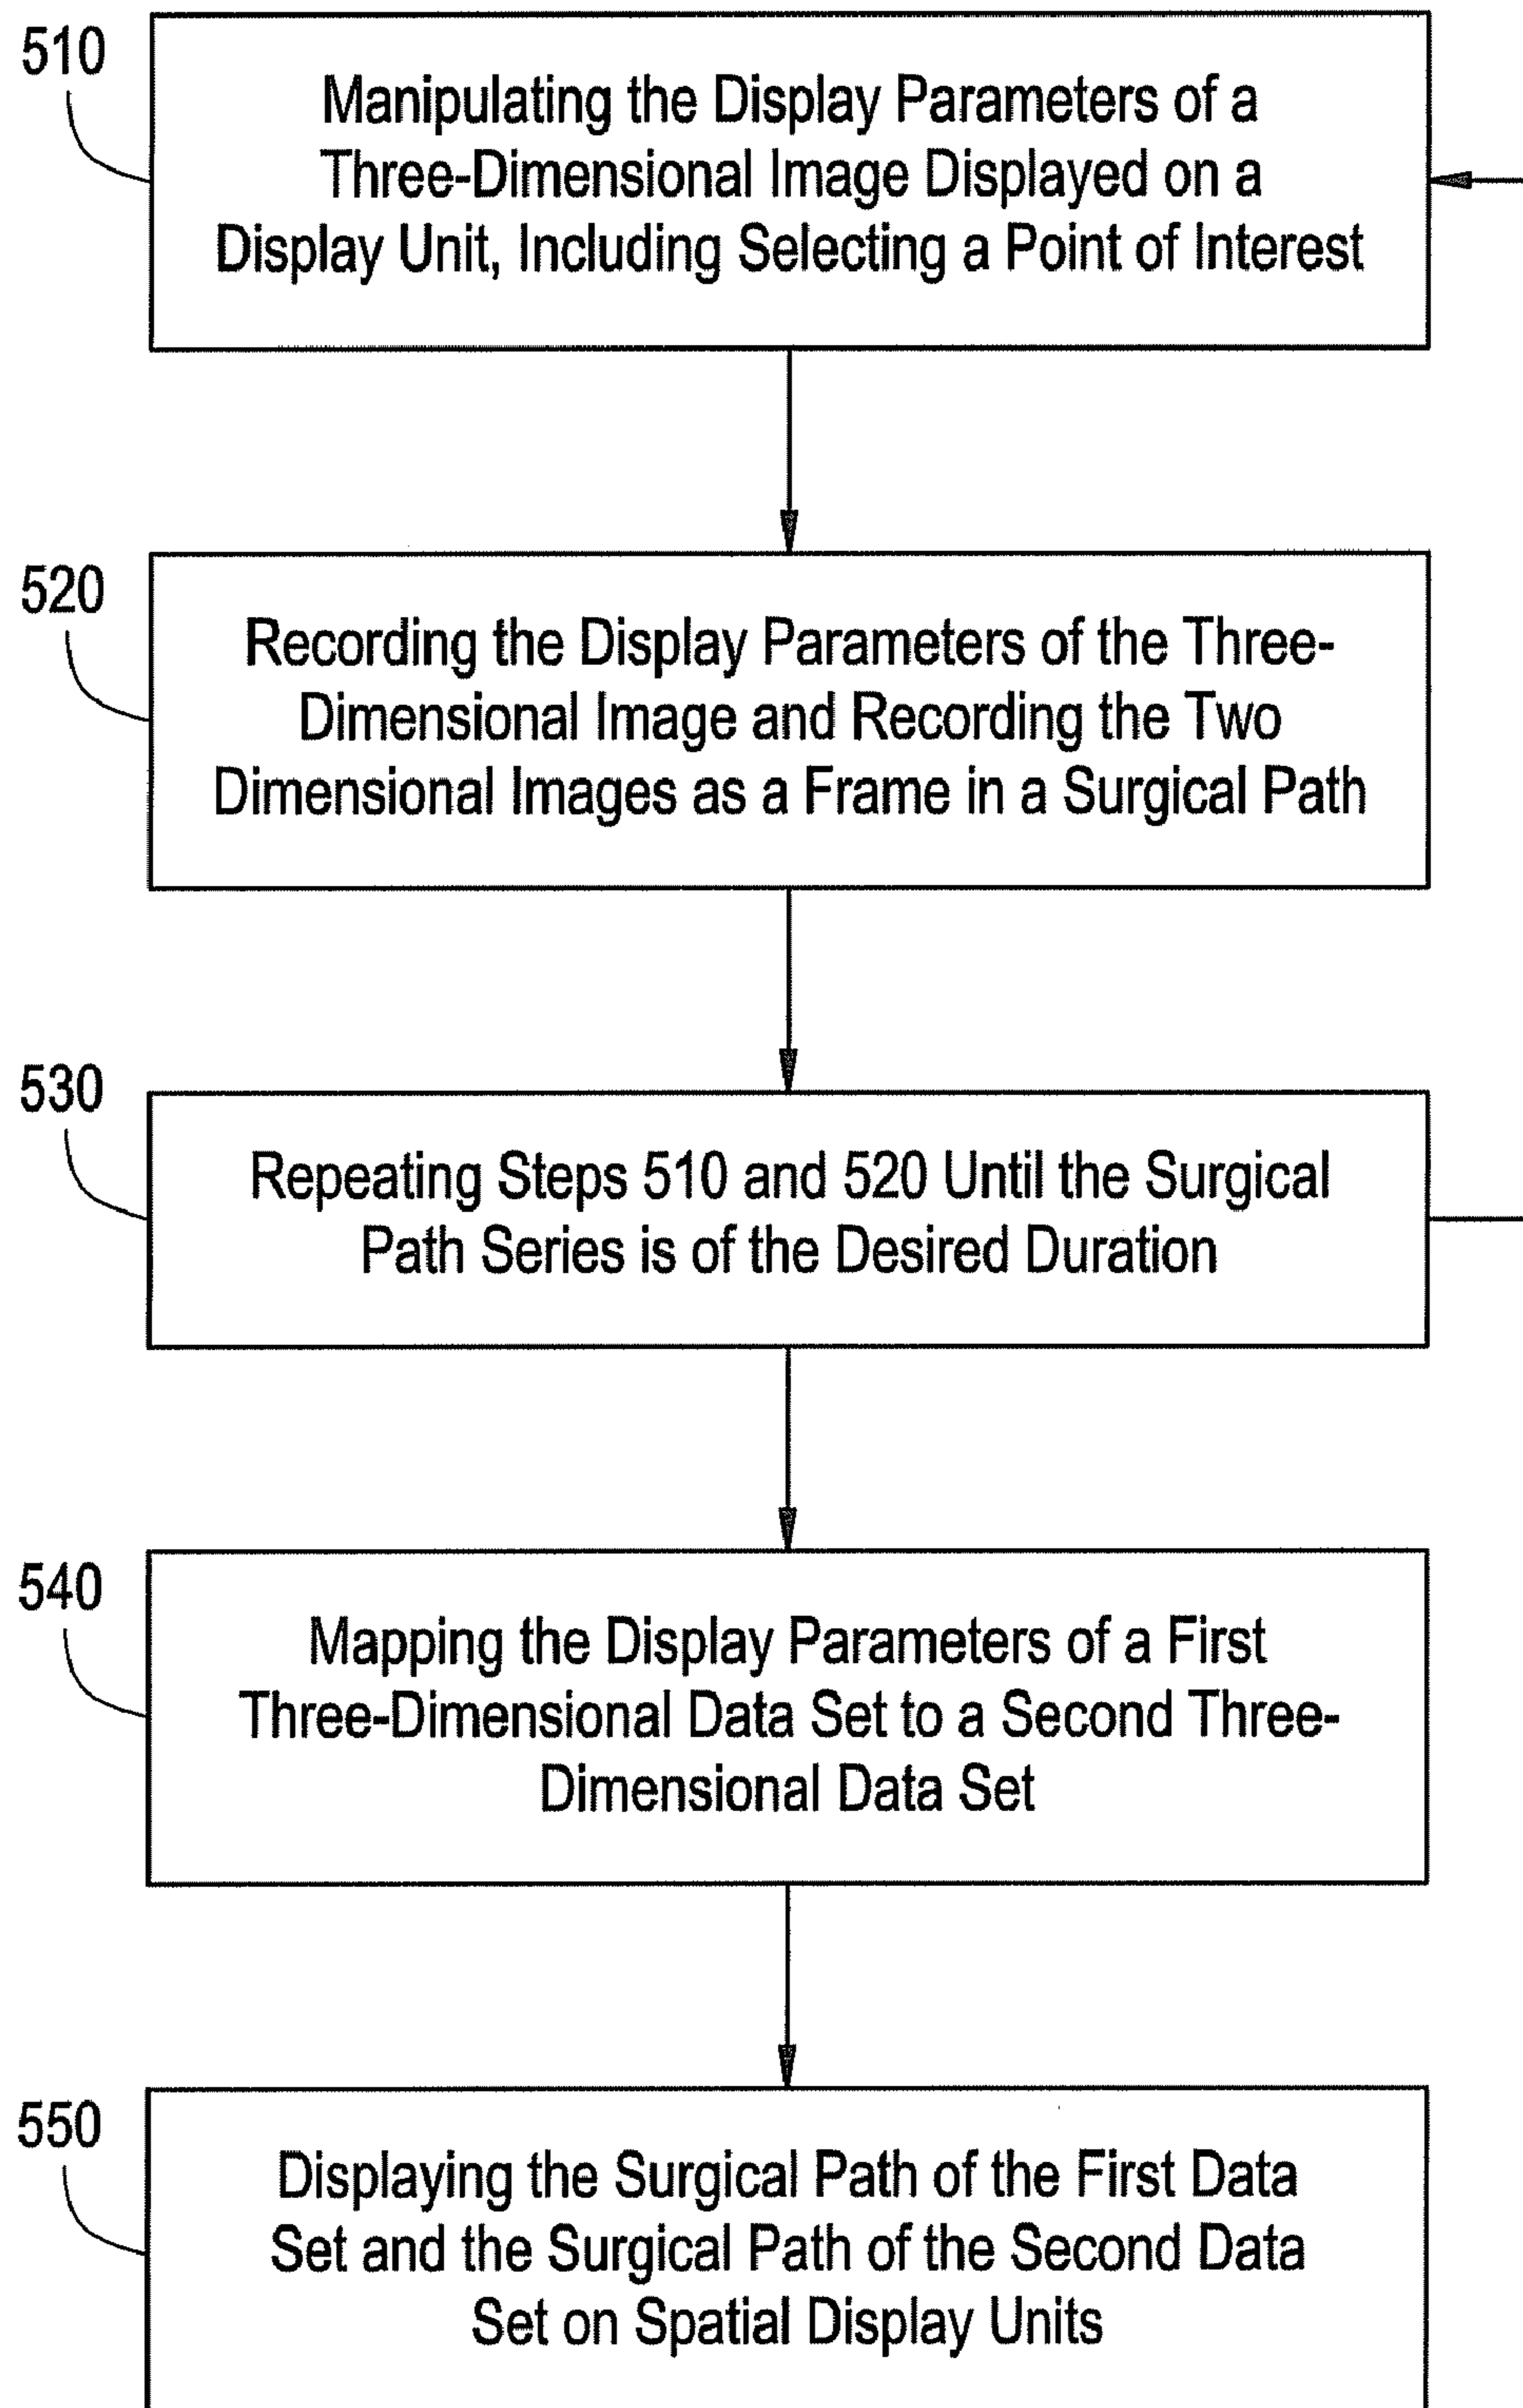 510
Manipulating the Display Parameters of a
Three-Dimensional Image Displayed on a
Display Unit, Including Selecting a Point of Interest
520
Recording the Display Parameters of the Three-
Dimensional Image and Recording the Two
Dimensional Images as a Frame in a Surgical Path
530
Repeating Steps 510 and 520 Until the Surgical
Path Series is of the Desired Duration
540
Mapping the Display Parameters of a First
Three-Dimensional Data Set to a Second Three-
Dimensional Data Set
550
Displaying the Surgical Path of the First Data
Set and the Surgical Path of the Second Data
Set on Spatial Display Units